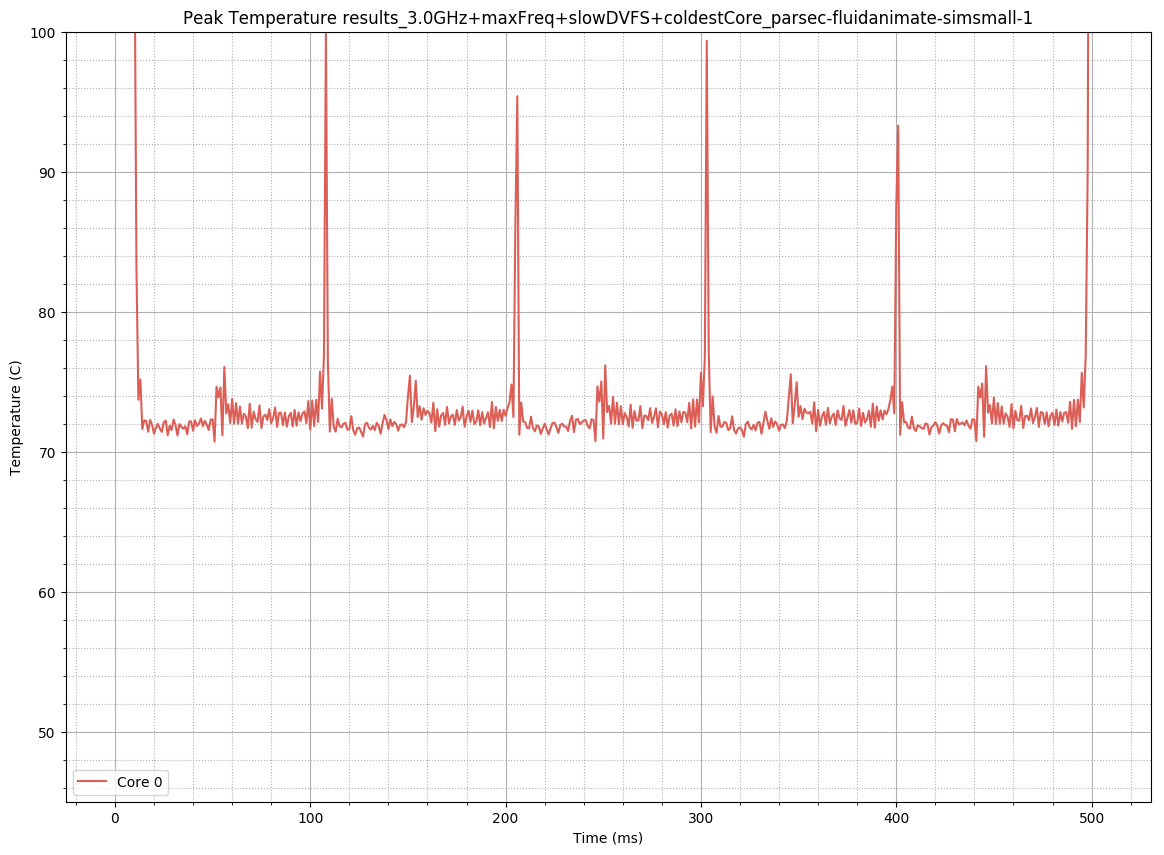 Peak Temperature results_3.0GHz+maxFreq+slowDVFS+coldestCore_parsec-fluidanimate-simsmall-1
Temperature (C)
100
90
80
70
60
50
Core 0
0 100 200 300 400 500
Time (ms)